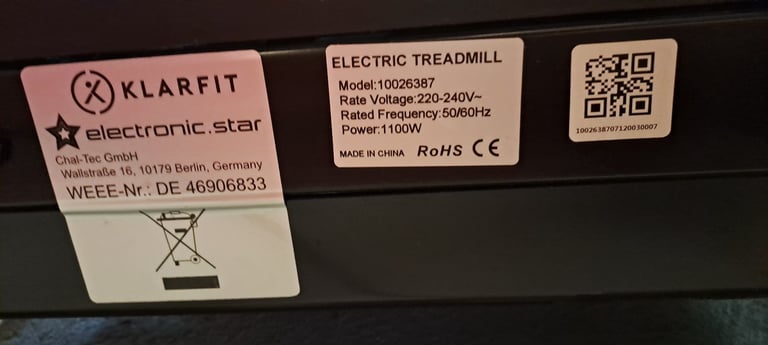 KLARFIT
electronic.star
Chal-Tec GmbH
Wallstraße 16, 10179 Berlin, Germany
WEEE-Nr.: DE 46906833
ELECTRIC TREADMILL
Model:10026387
Rate Voltage:220-240V~
Rated Frequency:50/60Hz
Power:1100W
MADE IN CHINA RoHS CE
1002638707120030007